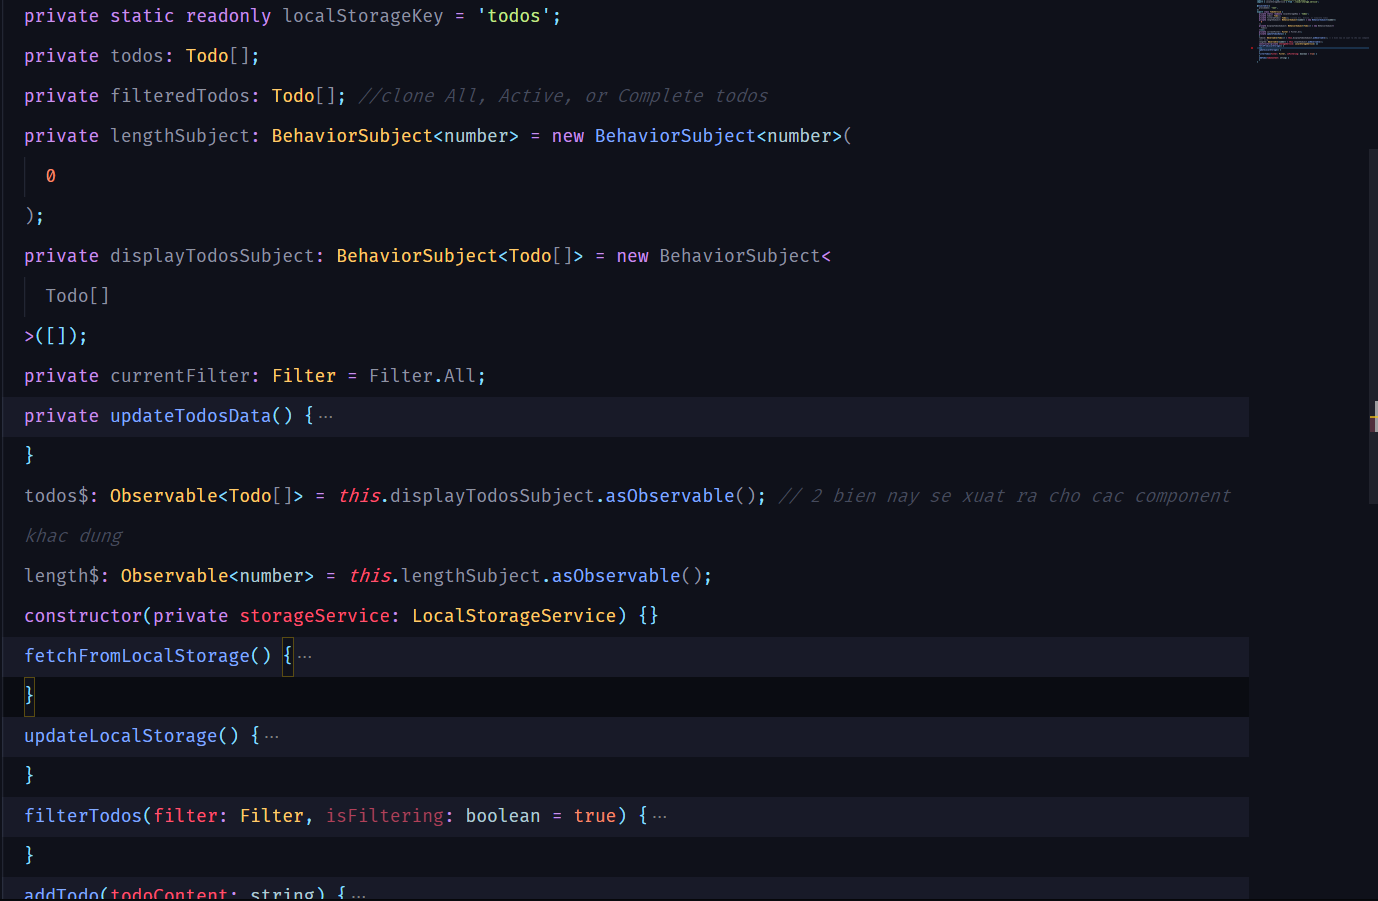 private static readonly localStorageKey = 'todos';
private todos: Todo[];
private filteredTodos: Todo[]; //clone All, Active, or Complete todos
private lengthSubject: BehaviorSubject<number> = new BehaviorSubject<number>(
0
);
private displayTodosSubject: BehaviorSubject<Todo[]> = new BehaviorSubject<
Todo[]
>([]);
private currentFilter: Filter = Filter.All;
private updateTodosData() {···
}
todos$: Observable<Todo[]> = this.displayTodosSubject.asObservable(); // 2 bien nay se xuat ra cho cac component
khac dung
length$: Observable<number> = this.lengthSubject.asObservable();
constructor(private storageService: LocalStorageService) {}
fetchFromLocalStorage() {···
}
updateLocalStorage() {···
}
filterTodos(filter: Filter, isFiltering: boolean = true) {···
}
addTodo(todoContent: string) {···